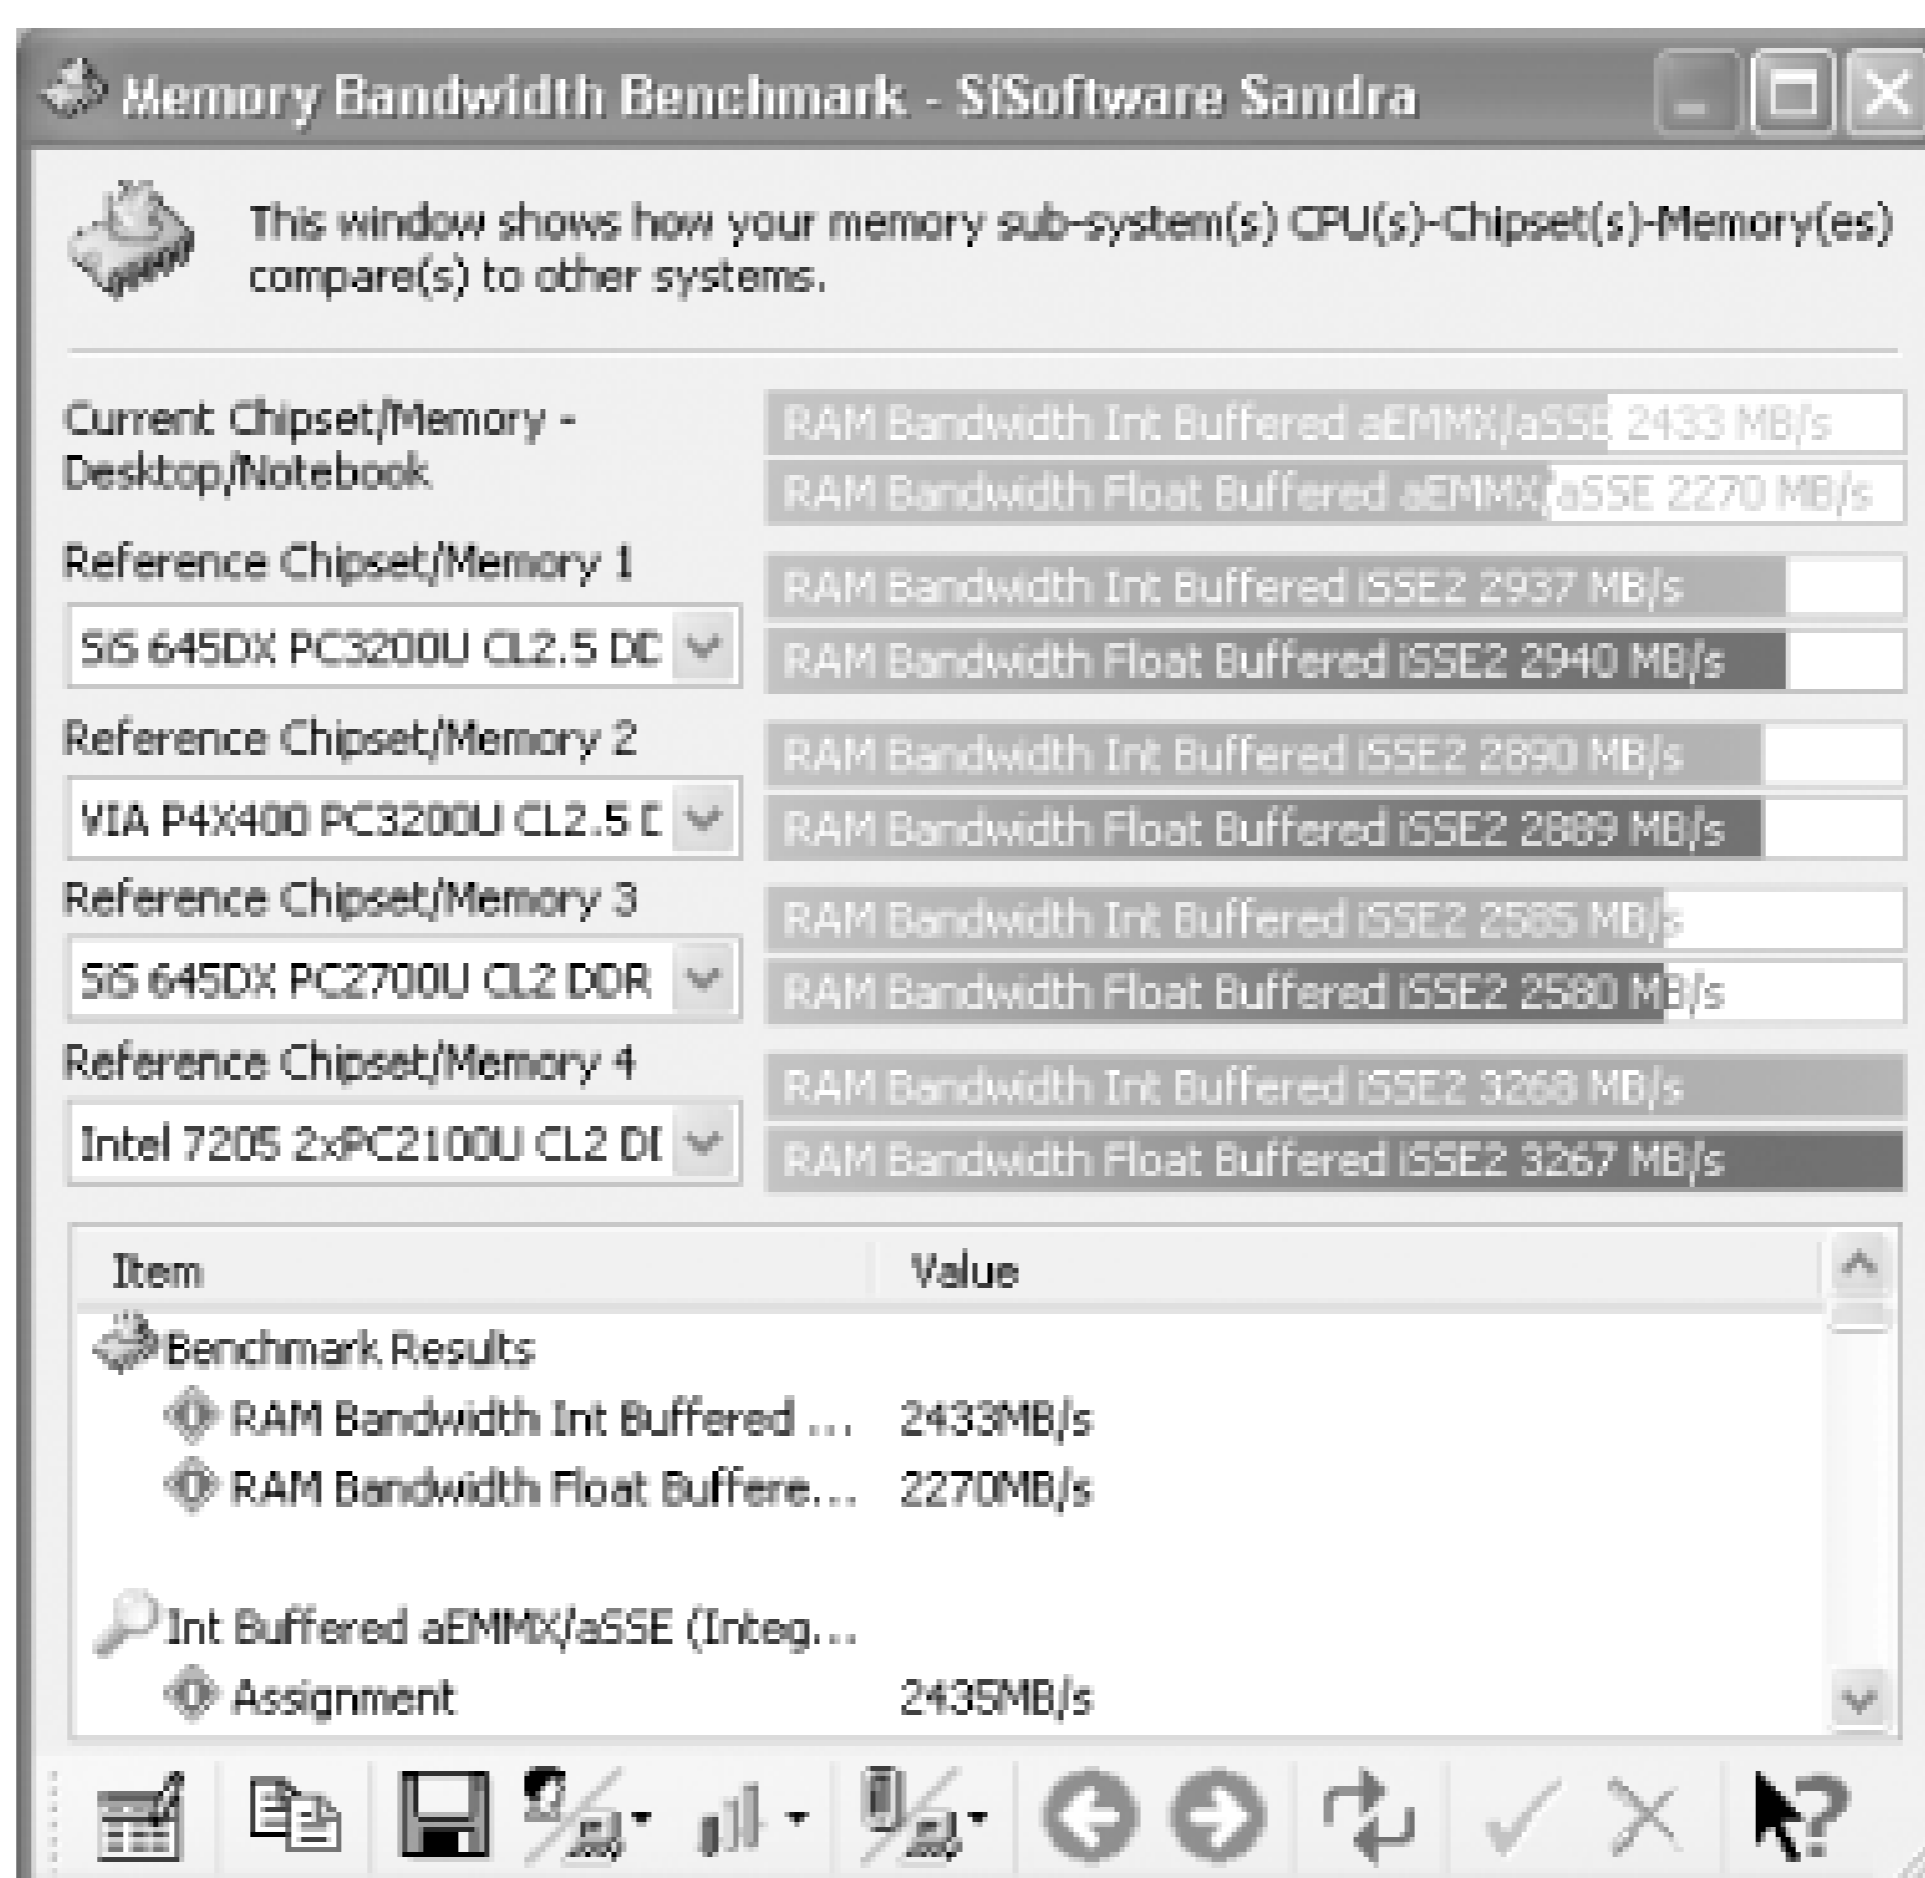 Memory Bandwidth Benchmark - SiSoftware Sandra
This window shows how your memory sub-system(s) CPU(s)-Chipset(s)-Memory(es)
compare(s) to other systems.
Current Chipset/Memory -
Desktop/Notebook
RAM Bandwidth Int Buffered aEMMX/aSSE 2433 MB/s
RAM Bandwidth Float Buffered aEMMX/aSSE 2270 MB/s
Reference Chipset/Memory 1
SiS 645DX PC3200U CL2.5 DD
RAM Bandwidth Int Buffered iSSE2 2937 MB/s
RAM Bandwidth Float Buffered iSSE2 2940 MB/s
Reference Chipset/Memory 2
VIA P4X400 PC3200U CL2.5 D
RAM Bandwidth Int Buffered iSSE2 2890 MB/s
RAM Bandwidth Float Buffered iSSE2 2889 MB/s
Reference Chipset/Memory 3
SiS 645DX PC2700U CL2 DDR
RAM Bandwidth Int Buffered iSSE2 2585 MB/s
RAM Bandwidth Float Buffered iSSE2 2580 MB/s
Reference Chipset/Memory 4
Intel 7205 2xPC2100U CL2 DI
RAM Bandwidth Int Buffered iSSE2 3268 MB/s
RAM Bandwidth Float Buffered iSSE2 3267 MB/s
Item Value
Benchmark Results
RAM Bandwidth Int Buffered ... 2433MB/s
RAM Bandwidth Float Buffere... 2270MB/s
Int Buffered aEMMX/aSSE (Integ...
Assignment 2435MB/s